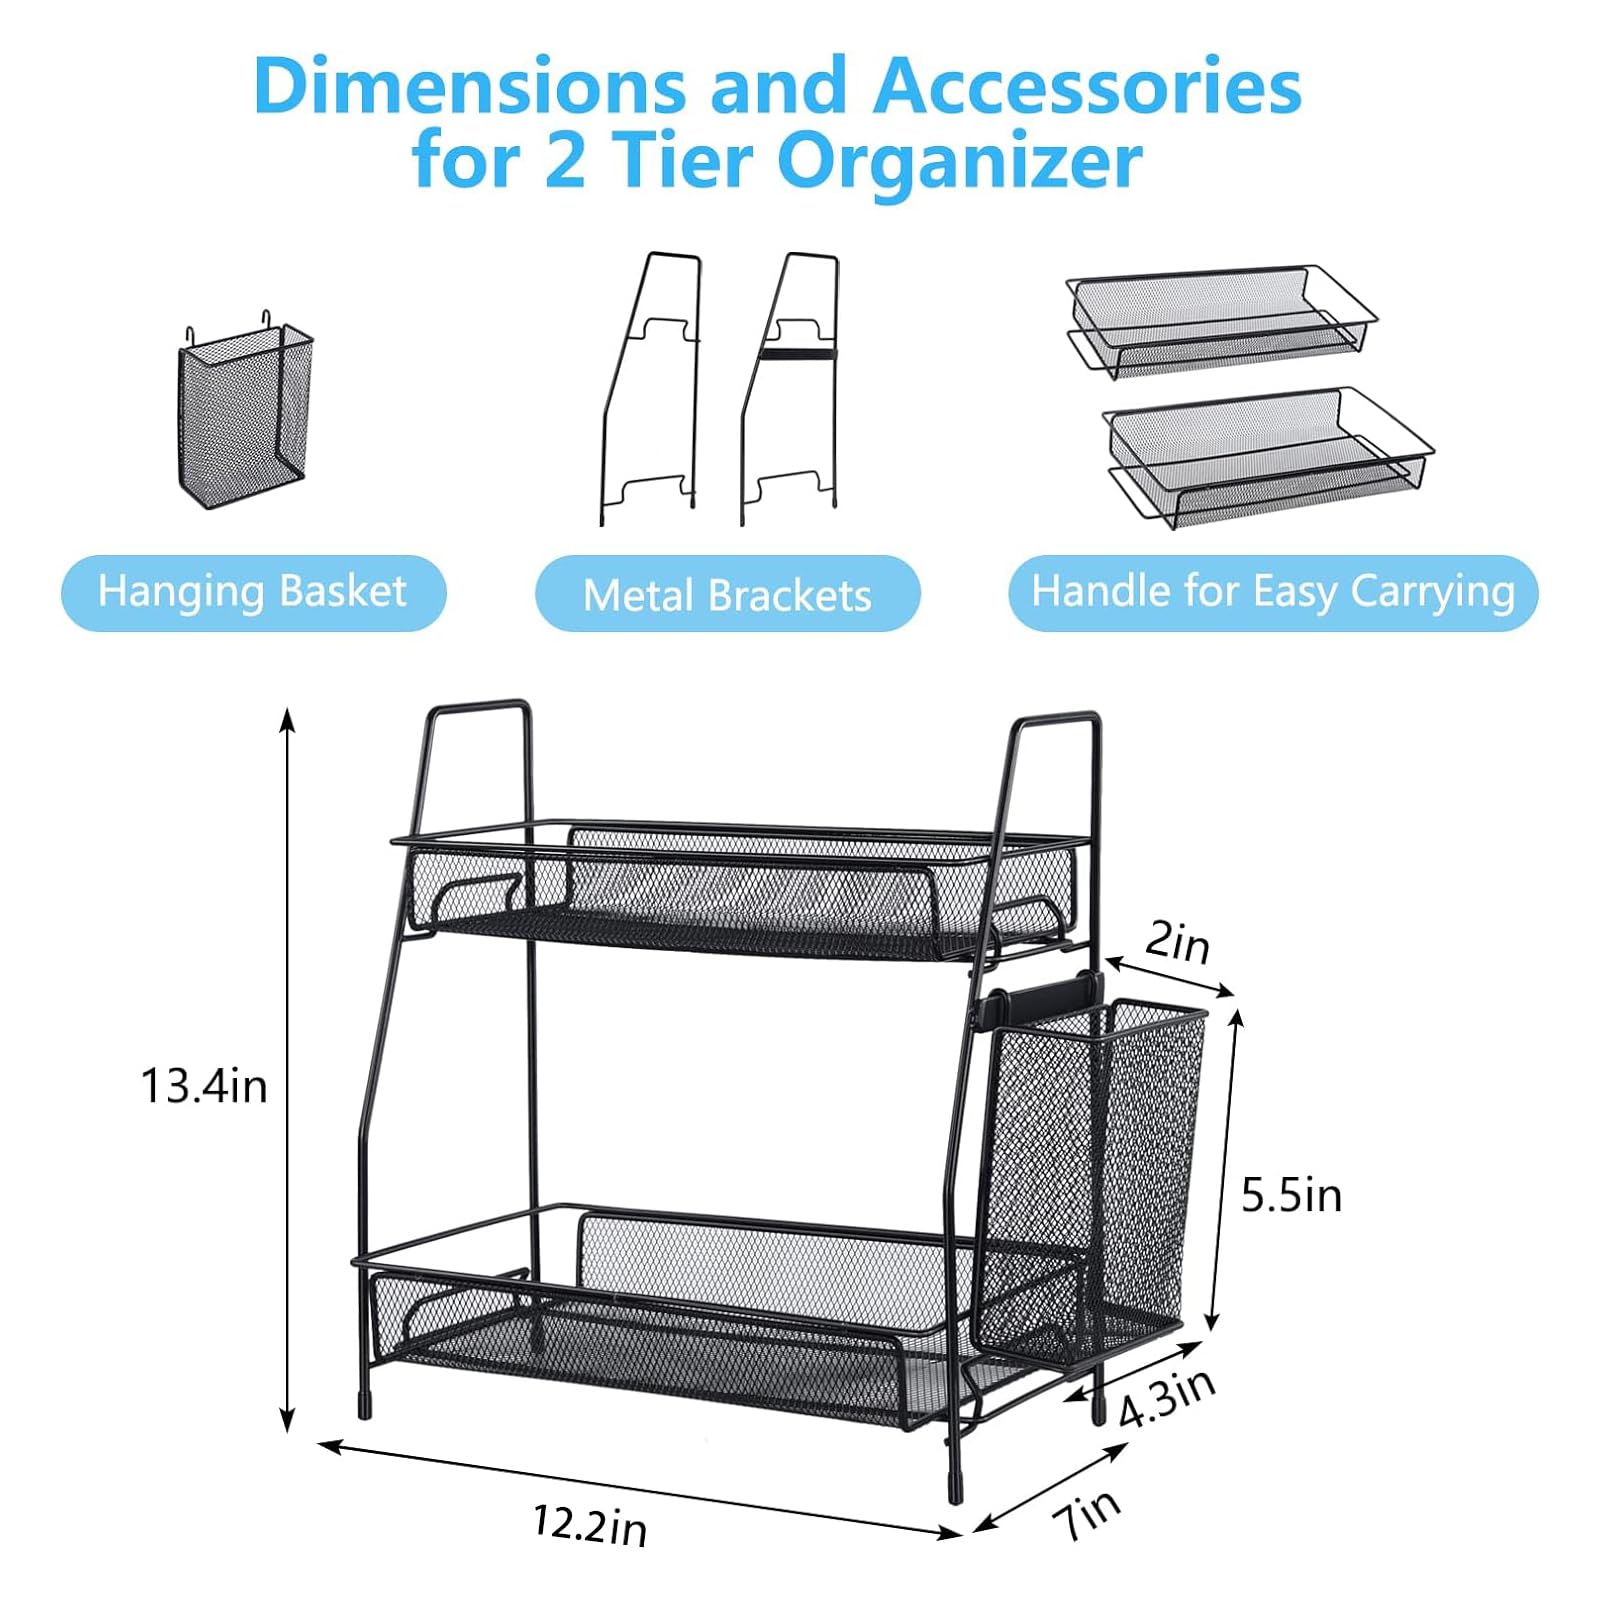 Dimensions and Accessories
for 2 Tier Organizer
Hanging Basket
Metal Brackets
Handle for Easy Carrying
2in
13.4in
5.5in
4.3in
7in
12.2in